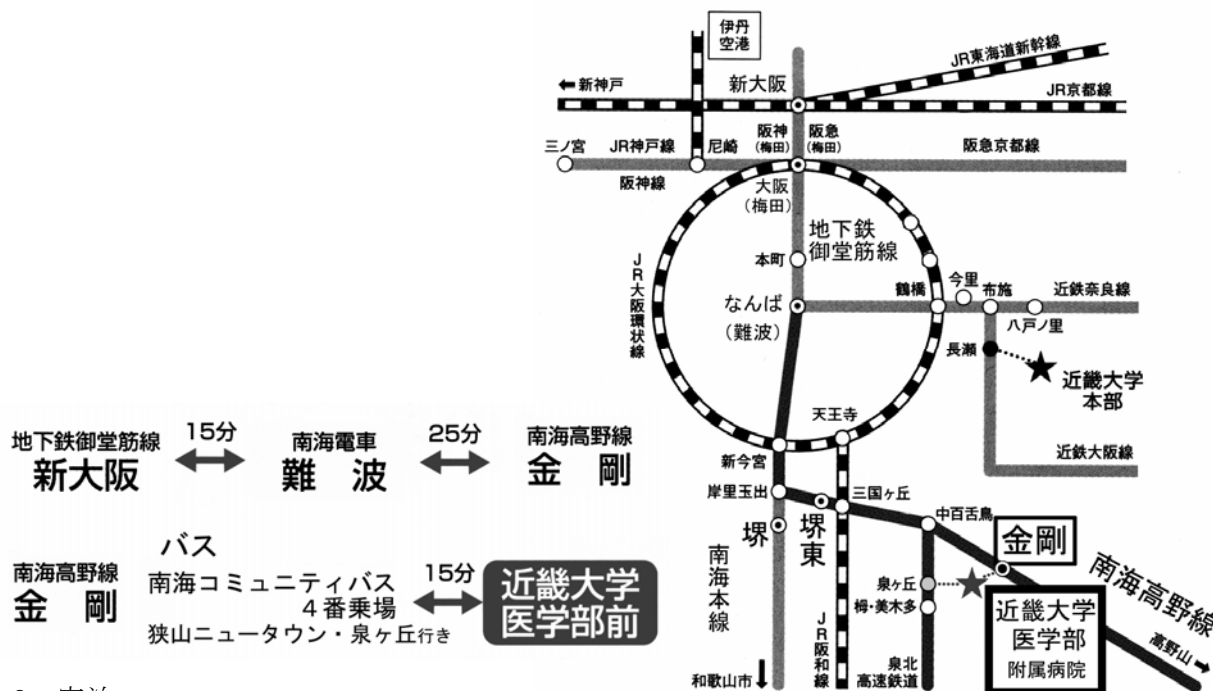 伊丹
空港
JR東海道新幹線
新神戸
新大阪
JR京都線
阪神
(梅田)
阪急
(梅田)
三ノ宮
JR神戸線
尼崎
阪急京都線
阪神線
大阪
(梅田)
地下鉄
御堂筋線
本町
JR大阪環状線
なんば
(難波)
鶴橋
今里
布施
近鉄奈良線
八戸ノ里
長瀬
近畿大学
本部
天王寺
近鉄大阪線
新今宮
岸里玉出
三国ヶ丘
中百舌鳥
堺
堺東
金剛
南海本線
南海高野線
泉ヶ丘
栂・美木多
近畿大学
医学部
附属病院
高野山
JR阪和線
泉北
高速鉄道
和歌山市
地下鉄御堂筋線
新大阪
15分
南海電車
難波
25分
南海高野線
金剛
南海高野線
金剛
バス
南海コミュニティバス
4番乗場
狭山ニュータウン・泉ヶ丘行き
15分
近畿大学
医学部前